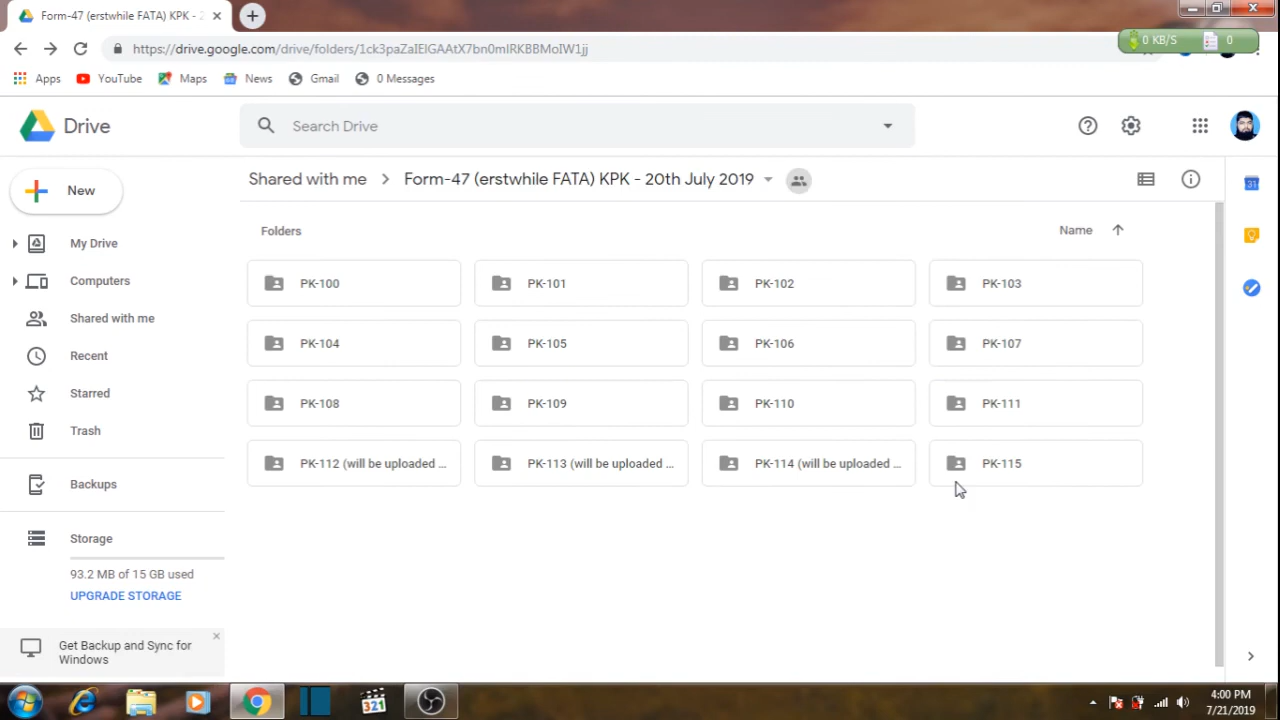 Form-47 (erstwhile FATA) KPK - 20
https://drive.google.com/drive/folders/1ck3paZaIEIGAAtX7bn0mIRKBBMoIW1jj
0 KB/S
0
Apps
YouTube
Maps
News
Gmail
0 Messages
Drive
Search Drive
New
Shared with me
Form-47 (erstwhile FATA) KPK - 20th July 2019
31
My Drive
Computers
Shared with me
Recent
Starred
Trash
Backups
Storage
93.2 MB of 15 GB used
UPGRADE STORAGE
Get Backup and Sync for
Windows
Folders
Name
PK-100
PK-101
PK-102
PK-103
PK-104
PK-105
PK-106
PK-107
PK-108
PK-109
PK-110
PK-111
PK-112 (will be uploaded ...
PK-113 (will be uploaded ...
PK-114 (will be uploaded ...
PK-115
321
4:00 PM
7/21/2019